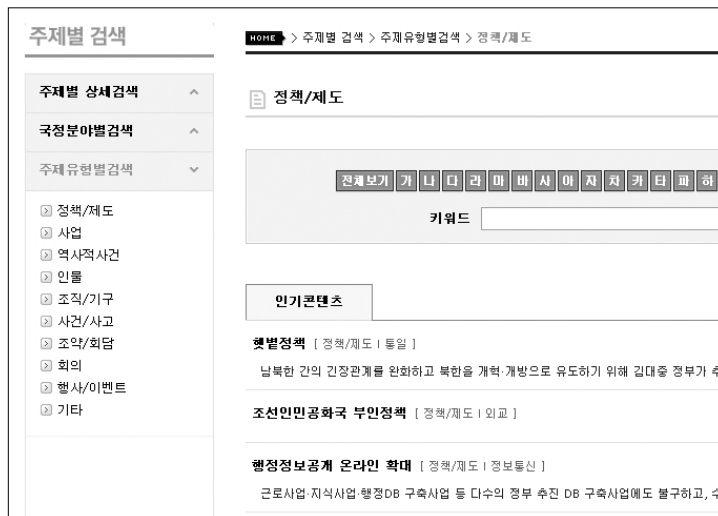 주제별 검색
HOME > 주제별 검색 > 주제유형별검색 > 정책/제도
주제별 상세검색
국정분야별검색
주제유형별검색
정책/제도
사업
역사적사건
인물
조직/기구
사건/사고
조약/회담
회의
행사/이벤트
기타
정책/제도
전체보기 가 나 다 라 마 바 사 아 자 차 카 타 파 하
키워드
인기콘텐츠
햇볕정책 [ 정책/제도 | 통일 ]
남북한 간의 긴장관계를 완화하고 북한을 개혁·개방으로 유도하기 위해 김대중 정부가
조선인민공화국 부인정책 [ 정책/제도 | 외교 ]
행정정보공개 온라인 확대 [ 정책/제도 | 정보통신 ]
근로사업·지식사업·행정DB 구축사업 등 다수의 정부 추진 DB 구축사업에도 불구하고,